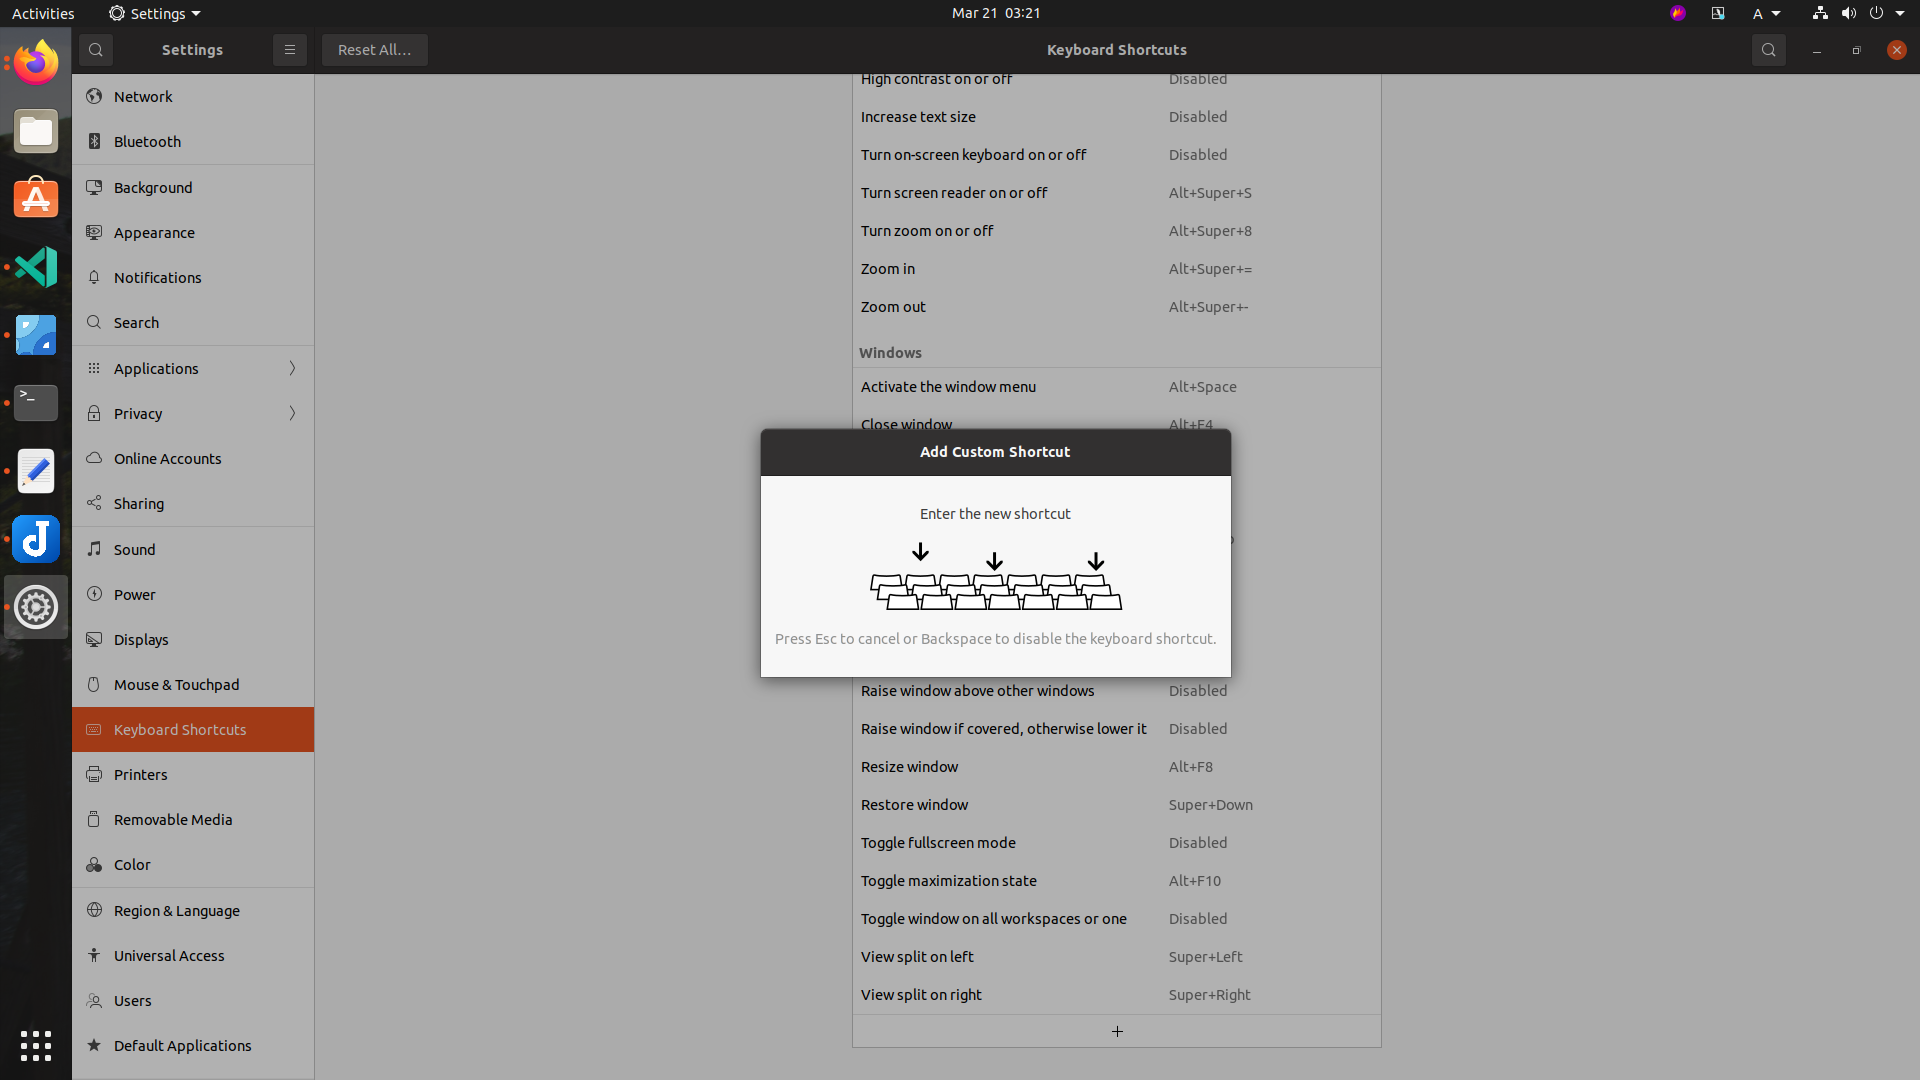 Activities
Settings
Mar 21 03:21
A
Settings
Reset All...
Keyboard Shortcuts
Network
Bluetooth
Background
Appearance
Notifications
Search
Applications
Privacy
Online Accounts
Sharing
Sound
Power
Displays
Mouse & Touchpad
Keyboard Shortcuts
Printers
Removable Media
Color
Region & Language
Universal Access
Users
Default Applications
High contrast on or off Disabled
Increase text size Disabled
Turn on-screen keyboard on or off Disabled
Turn screen reader on or off Alt+Super+S
Turn zoom on or off Alt+Super+8
Zoom in Alt+Super+=
Zoom out Alt+Super+-
Windows
Activate the window menu Alt+Space
Close window Alt+F4
Add Custom Shortcut
Enter the new shortcut
Press Esc to cancel or Backspace to disable the keyboard shortcut.
Raise window above other windows Disabled
Raise window if covered, otherwise lower it Disabled
Resize window Alt+F8
Restore window Super+Down
Toggle fullscreen mode Disabled
Toggle maximization state Alt+F10
Toggle window on all workspaces or one Disabled
View split on left Super+Left
View split on right Super+Right